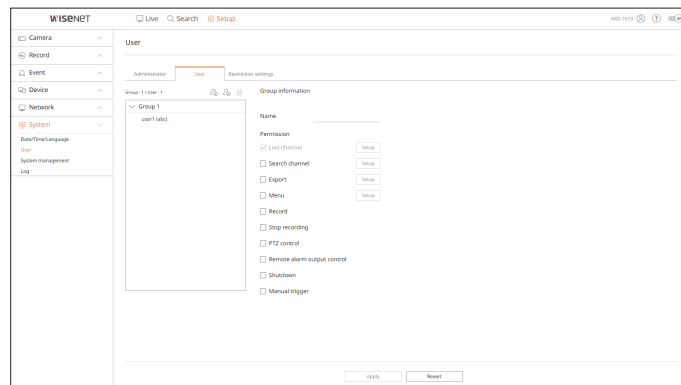 WISENET
Live Search Setup
ARD-1610
Camera
Record
Event
Device
Network
System
Date/Time/Language
User
System management
Log
User
Administrator User Restriction settings
Group : 1 / User : 1
Group 1
user1 (abc)
Group information
Name
Permission
Live channel Setup
Search channel Setup
Export Setup
Menu Setup
Record
Stop recording
PTZ control
Remote alarm output control
Shutdown
Manual trigger
Apply Revert